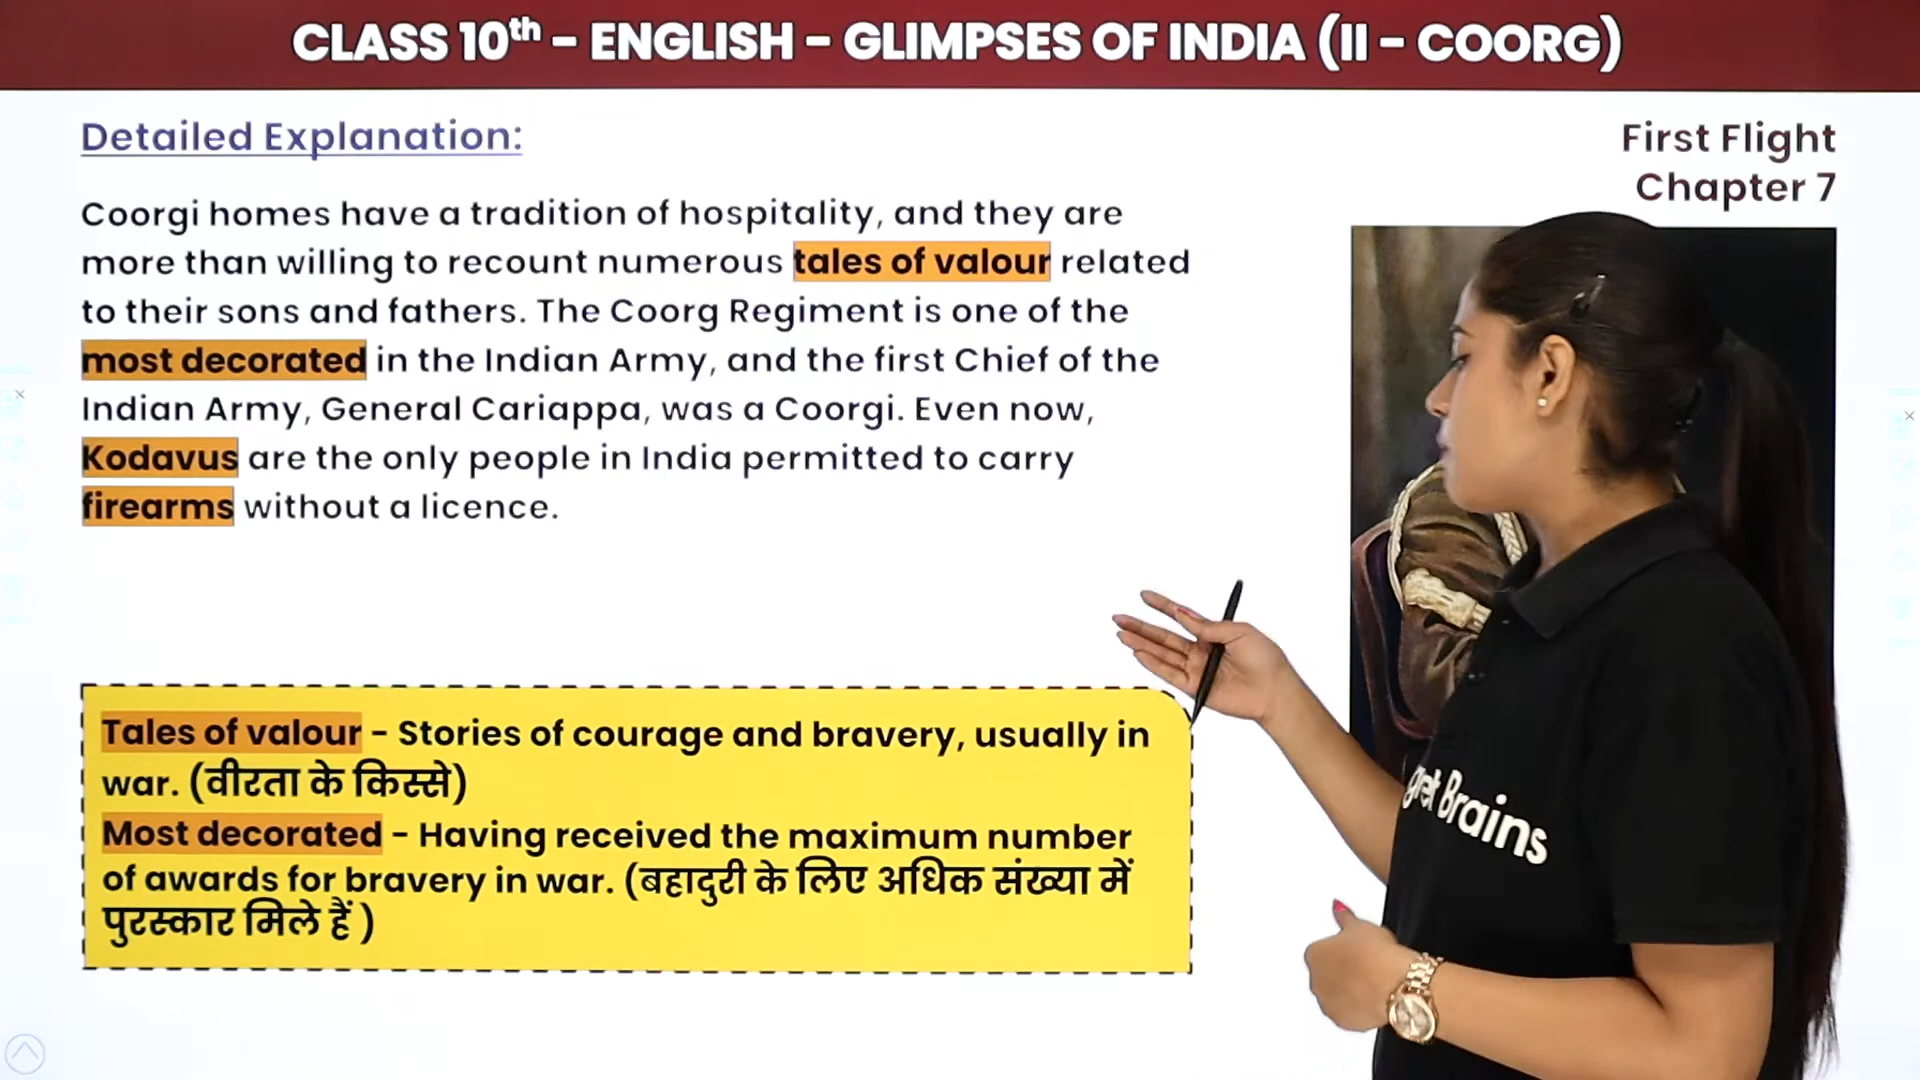 CLASS 10th - ENGLISH - GLIMPSES OF INDIA (II - COORG)
Detailed Explanation:
First Flight
Chapter 7
Coorgi homes have a tradition of hospitality, and they are
more than willing to recount numerous tales of valour related
to their sons and fathers. The Coorg Regiment is one of the
most decorated in the Indian Army, and the first Chief of the
Indian Army, General Cariappa, was a Coorgi. Even now,
Kodavus are the only people in India permitted to carry
firearms without a licence.
Tales of valour - Stories of courage and bravery, usually in
war. (वीरता के किस्से)
Most decorated - Having received the maximum number
of awards for bravery in war. (बहादुरी के लिए अधिक संख्या में
पुरस्कार मिले हैं )
Brains